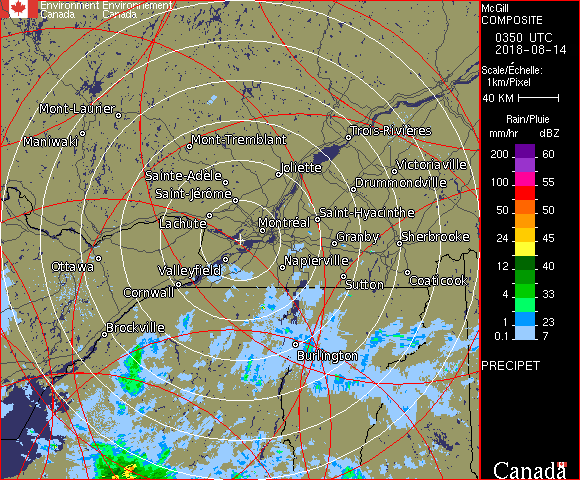 Environment Environnement
Canada Canada
McGill
COMPOSITE
0350 UTC
2018-08-14
Scale/Échelle:
1km/Pixel
40 KM
Rain/Pluie
mm/hr dBZ
200 60
100 55
50 50
24 45
12 40
4 33
1 23
0.1 7
PRECIPET
Canada
Mont-Laurier
Maniwaki
Mont-Tremblant
Trois-Rivières
Joliette
Victoriaville
Sainte-Adèle
Drummondville
Saint-Jérôme
Lachute
Saint-Hyacinthe
Montréal
Granby
Sherbrooke
Ottawa
Valleyfield
Napierville
Cornwall
Sutton
Coaticook
Brockville
Burlington